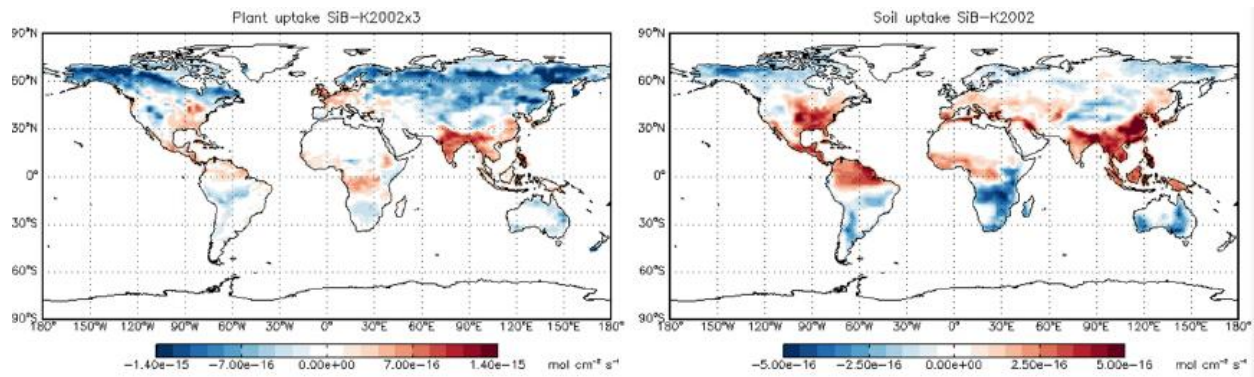 Plant uptake SiB-K2002x3
90°N
60°N
30°N
0°
30°S
60°S
90°S
180° 150°W 120°W 90°W 60°W 30°W 0° 30°E 60°E 90°E 120°E 150°E 180°
-1.40e-15 -7.00e-16 0.00e+00 7.00e-16 1.40e-15 mol cm⁻² s⁻¹
Soil uptake SiB-K2002
90°N
60°N
30°N
0°
30°S
60°S
90°S
180° 150°W 120°W 90°W 60°W 30°W 0° 30°E 60°E 90°E 120°E 150°E 180°
-5.00e-16 -2.50e-16 0.00e+00 2.50e-16 5.00e-16 mol cm⁻² s⁻¹